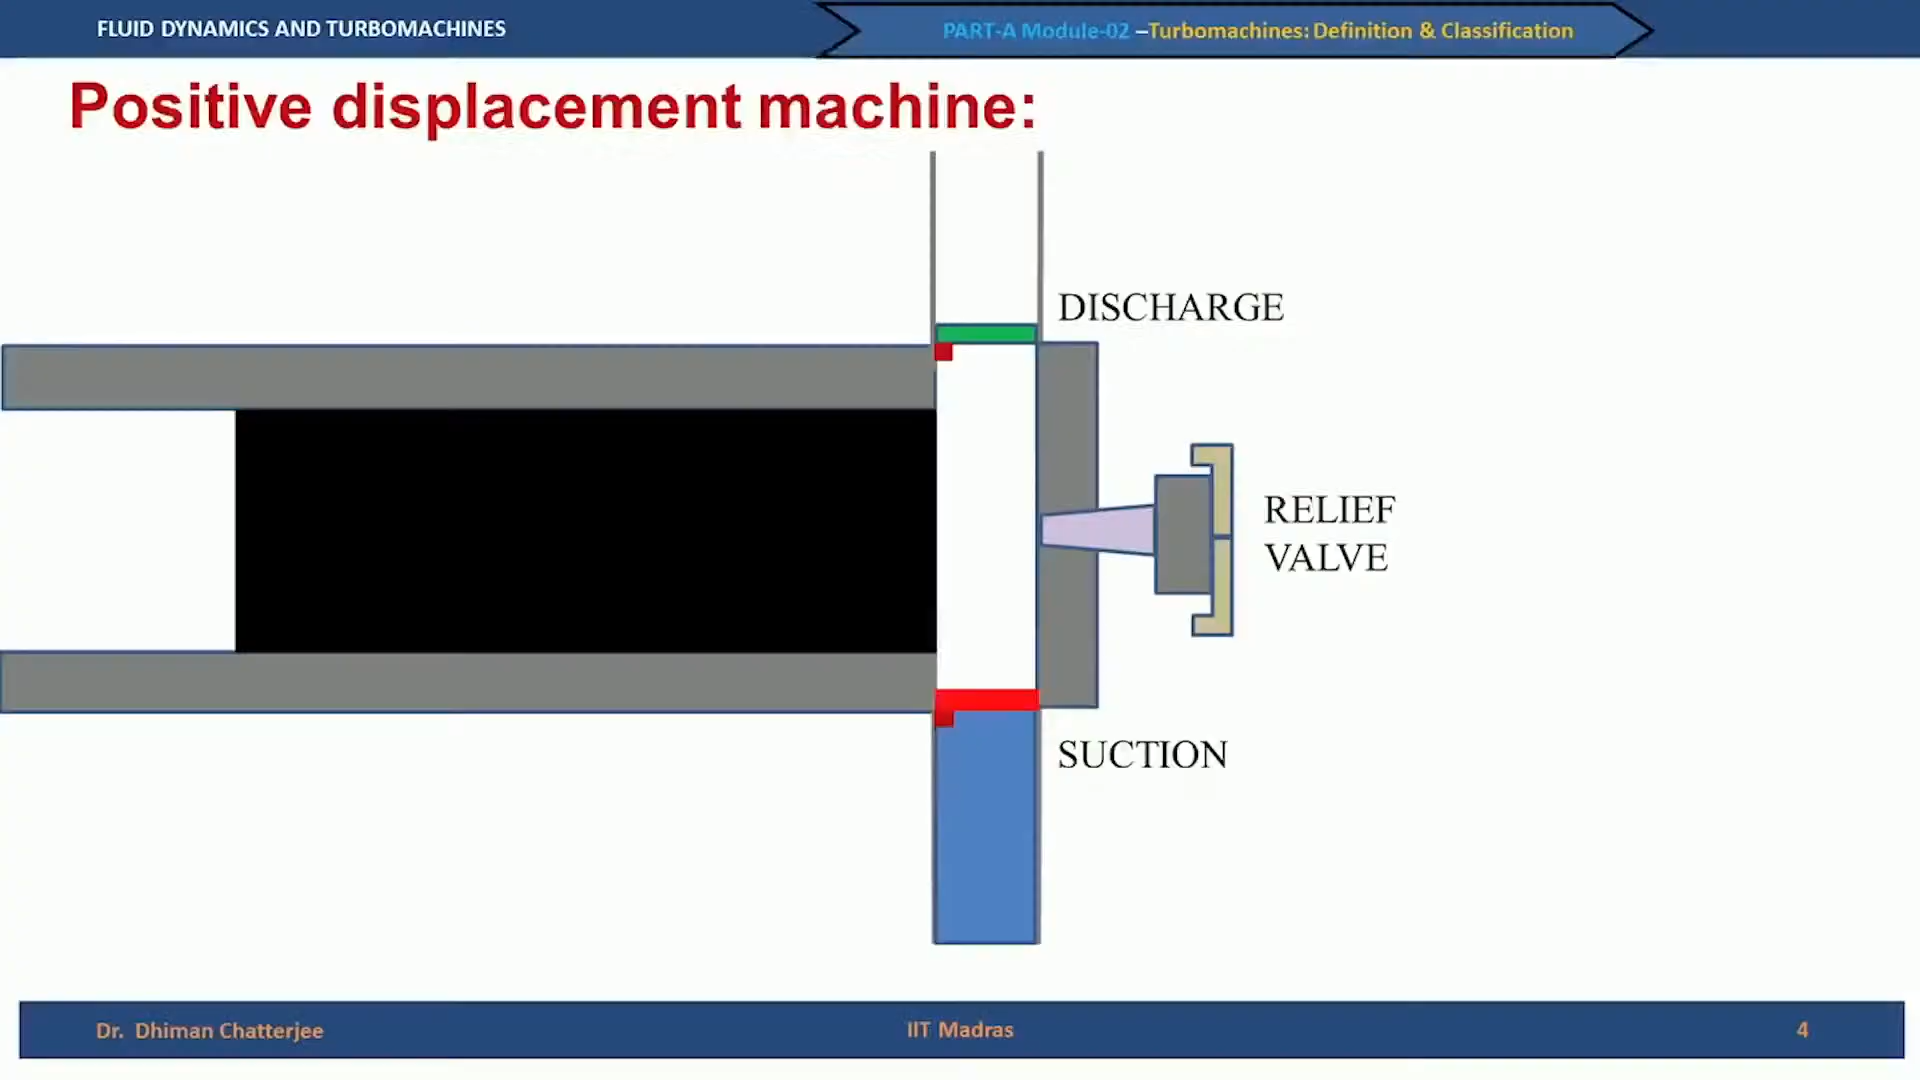 FLUID DYNAMICS AND TURBOMACHINES
PART-A Module-02 –Turbomachines: Definition & Classification
Positive displacement machine:
DISCHARGE
RELIEF
VALVE
SUCTION
Dr. Dhiman Chatterjee
IIT Madras
4